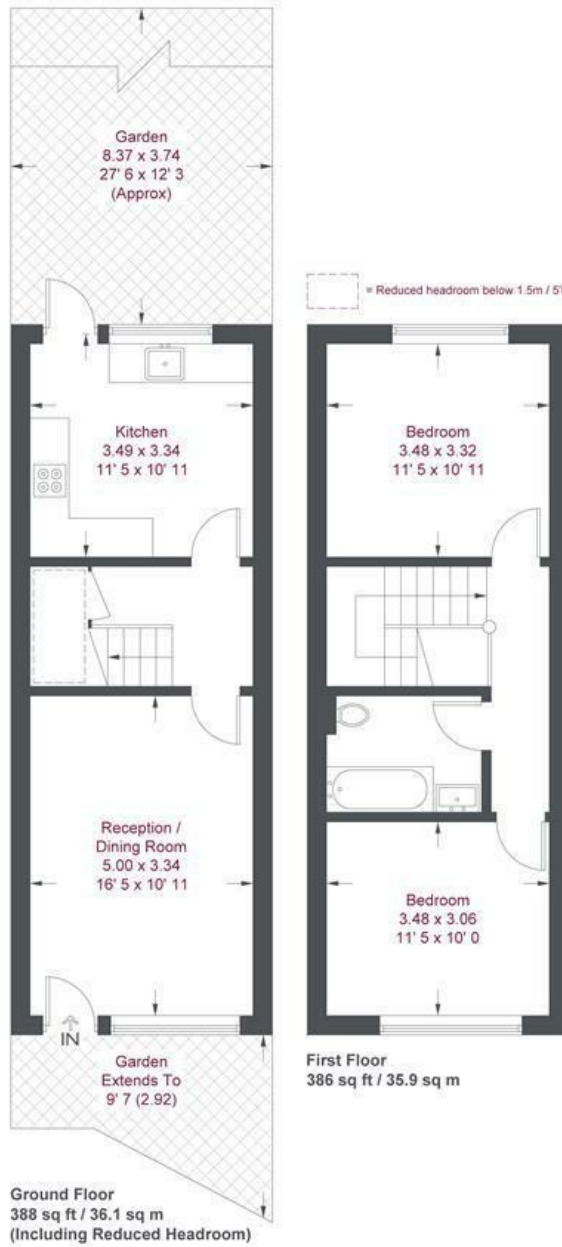 Garden
8.37 x 3.74
27' 6 x 12' 3
(Approx)
= Reduced headroom below 1.5m / 5'
Kitchen
3.49 x 3.34
11' 5 x 10' 11
Bedroom
3.48 x 3.32
11' 5 x 10' 11
Reception /
Dining Room
5.00 x 3.34
16' 5 x 10' 11
Bedroom
3.48 x 3.06
11' 5 x 10' 0
IN
Garden
Extends To
9' 7 (2.92)
First Floor
386 sq ft / 35.9 sq m
Ground Floor
388 sq ft / 36.1 sq m
(Including Reduced Headroom)